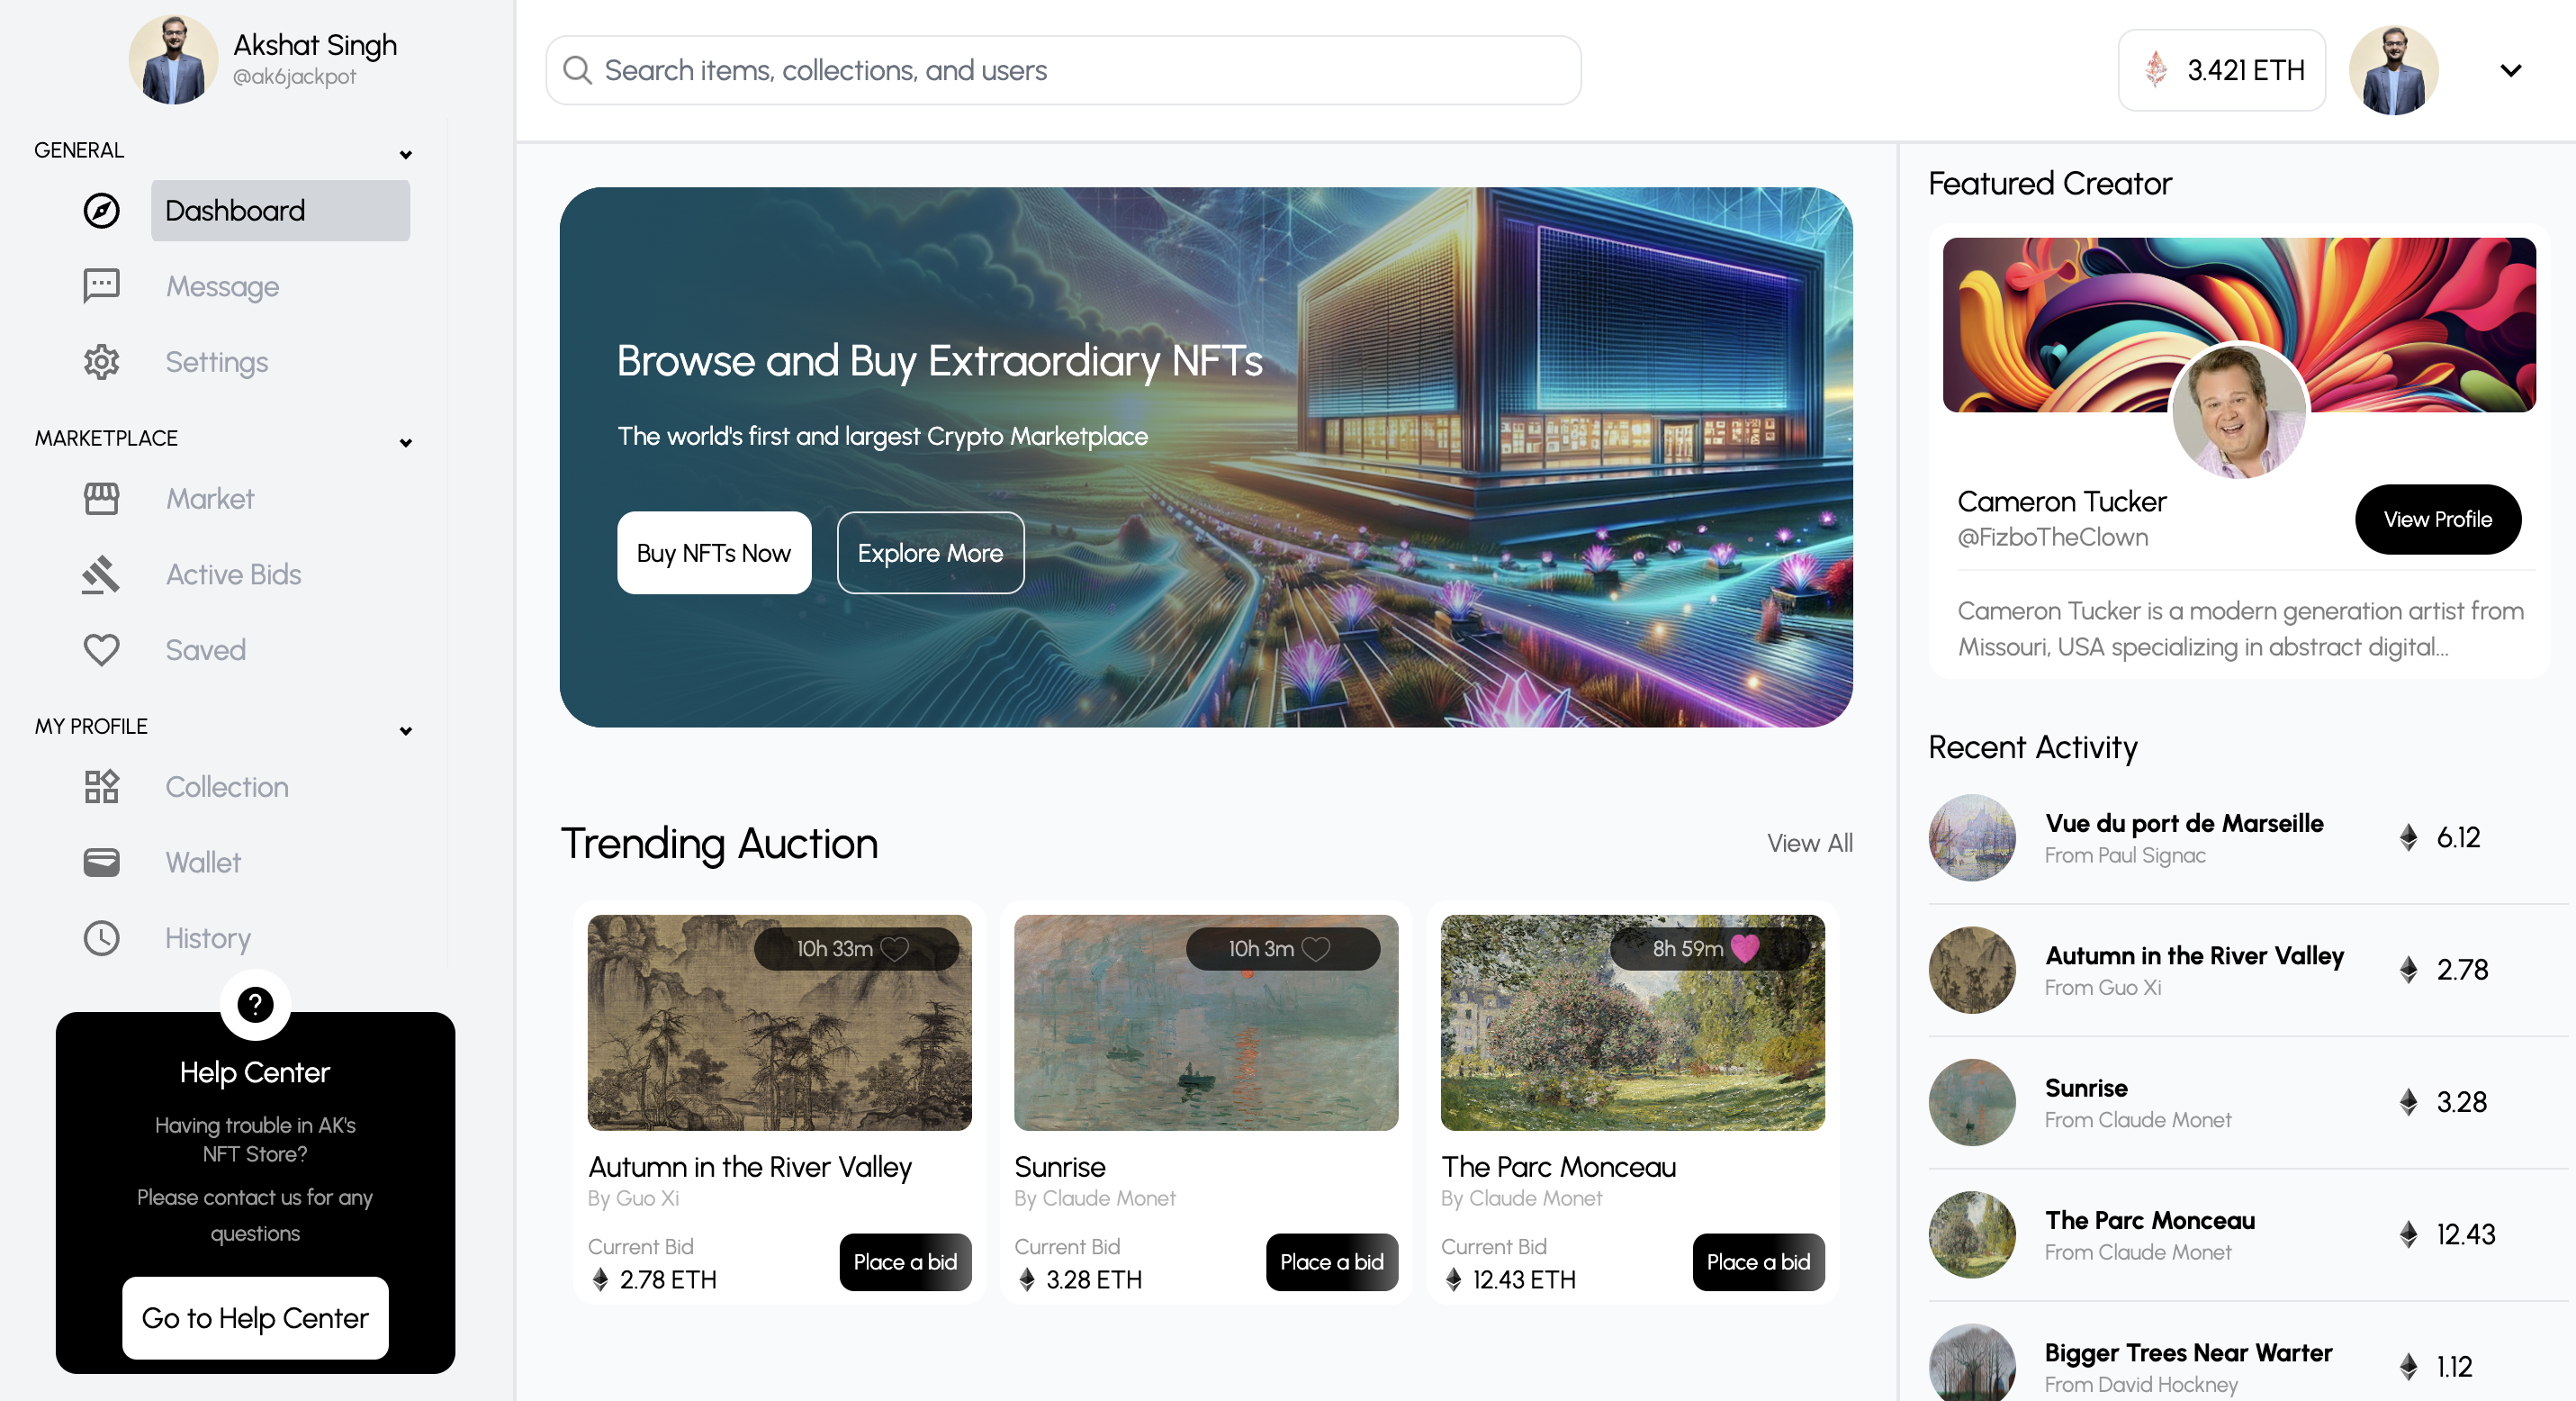 Akshat Singh
@ak6jackpot
GENERAL
Dashboard
Message
Settings
MARKETPLACE
Market
Active Bids
Saved
MY PROFILE
Collection
Wallet
History
?
Help Center
Having trouble in AK's
NFT Store?
Please contact us for any
questions
Go to Help Center
Search items, collections, and users
3.421 ETH
Browse and Buy Extraordiary NFTs
The world's first and largest Crypto Marketplace
Buy NFTs Now
Explore More
Trending Auction
View All
10h 33m
Autumn in the River Valley
By Guo Xi
Current Bid
2.78 ETH
Place a bid
10h 3m
Sunrise
By Claude Monet
Current Bid
3.28 ETH
Place a bid
8h 59m
The Parc Monceau
By Claude Monet
Current Bid
12.43 ETH
Place a bid
Featured Creator
Cameron Tucker
@FizboTheClown
View Profile
Cameron Tucker is a modern generation artist from
Missouri, USA specializing in abstract digital...
Recent Activity
Vue du port de Marseille
From Paul Signac
6.12
Autumn in the River Valley
From Guo Xi
2.78
Sunrise
From Claude Monet
3.28
The Parc Monceau
From Claude Monet
12.43
Bigger Trees Near Warter
From David Hockney
1.12